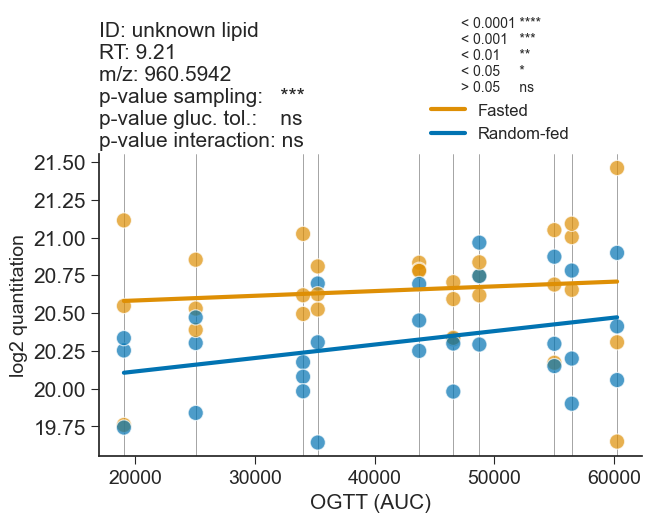 ID: unknown lipid
RT: 9.21
m/z: 960.5942
p-value sampling: ***
p-value gluc. tol.: ns
p-value interaction: ns
< 0.0001 ****
< 0.001 ***
< 0.01 **
< 0.05 *
> 0.05 ns
Fasted
Random-fed
21.50
21.25
21.00
20.75
20.50
20.25
20.00
19.75
log2 quantitation
20000 30000 40000 50000 60000
OGTT (AUC)